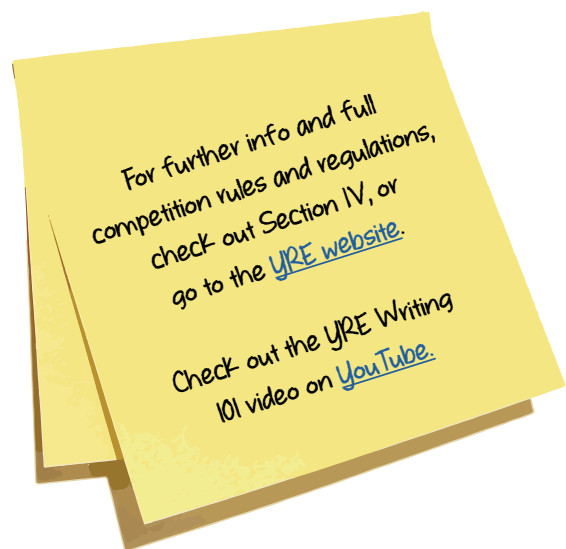 For further info and full
competition rules and regulations,
check out Section IV, or
go to the YRE website.
Check out the YRE Writing
101 video on YouTube.